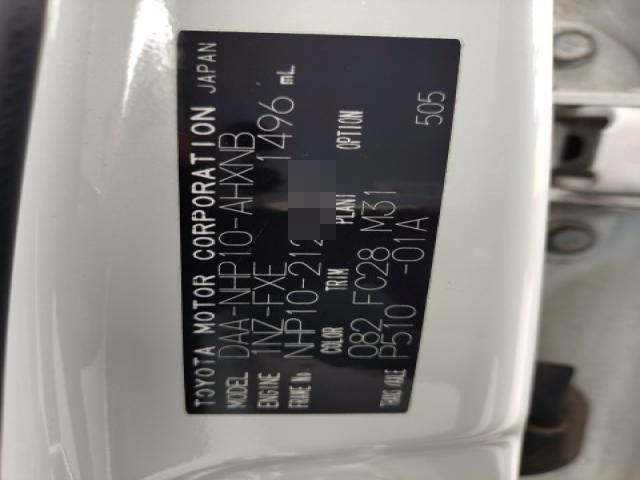 TOYOTA MOTOR CORPORATION JAPAN
MODEL DAA-NHP10-AHXNB
ENGINE 1NZ-FXE 1496 mL
FRAME No NHP10-212
COLOR TRIM PLANT OPTION
082 FC28 M31
TRANS/AXLE P510 -01A 505